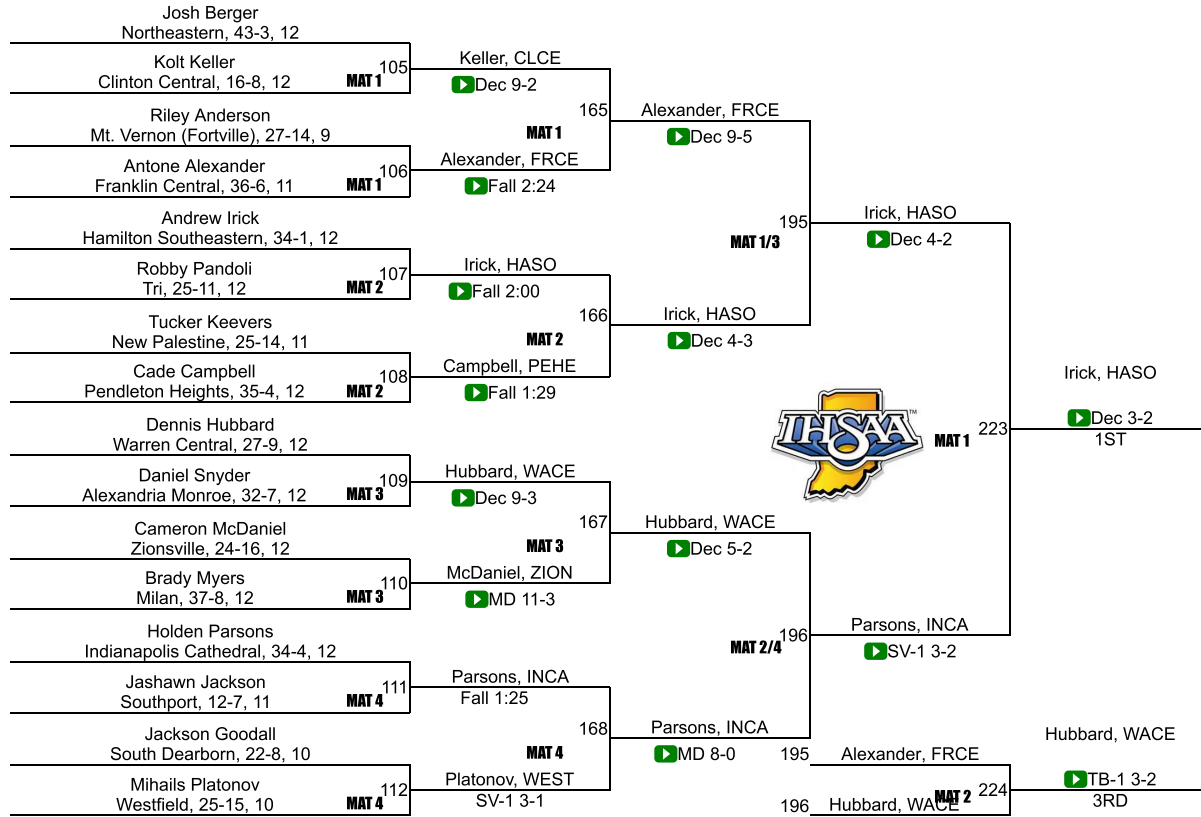 Josh Berger
Northeastern, 43-3, 12
Kolt Keller
Clinton Central, 16-8, 12
MAT 1
105
Keller, CLCE
Dec 9-2
Riley Anderson
Mt. Vernon (Fortville), 27-14, 9
Antone Alexander
Franklin Central, 36-6, 11
MAT 1
106
Alexander, FRCE
Fall 2:24
165
MAT 1
Alexander, FRCE
Dec 9-5
Andrew Irick
Hamilton Southeastern, 34-1, 12
Robby Pandoli
Tri, 25-11, 12
MAT 2
107
Irick, HASO
Fall 2:00
Tucker Keevers
New Palestine, 25-14, 11
Cade Campbell
Pendleton Heights, 35-4, 12
MAT 2
108
Campbell, PEHE
Fall 1:29
166
MAT 2
Irick, HASO
Dec 4-3
195
MAT 1/3
Irick, HASO
Dec 4-2
Dennis Hubbard
Warren Central, 27-9, 12
Daniel Snyder
Alexandria Monroe, 32-7, 12
MAT 3
109
Hubbard, WACE
Dec 9-3
Cameron McDaniel
Zionsville, 24-16, 12
Brady Myers
Milan, 37-8, 12
MAT 3
110
McDaniel, ZION
MD 11-3
167
MAT 3
Hubbard, WACE
Dec 5-2
Holden Parsons
Indianapolis Cathedral, 34-4, 12
Jashawn Jackson
Southport, 12-7, 11
MAT 4
111
Parsons, INCA
Fall 1:25
Jackson Goodall
South Dearborn, 22-8, 10
Mihails Platonov
Westfield, 25-15, 10
MAT 4
112
Platonov, WEST
SV-1 3-1
168
MAT 4
Parsons, INCA
MD 8-0
196
MAT 2/4
Parsons, INCA
SV-1 3-2
IHSAA™
MAT 1
223
Irick, HASO
Dec 3-2
1ST
195
Alexander, FRCE
196
Hubbard, WACE
MAT 2
224
Hubbard, WACE
TB-1 3-2
3RD